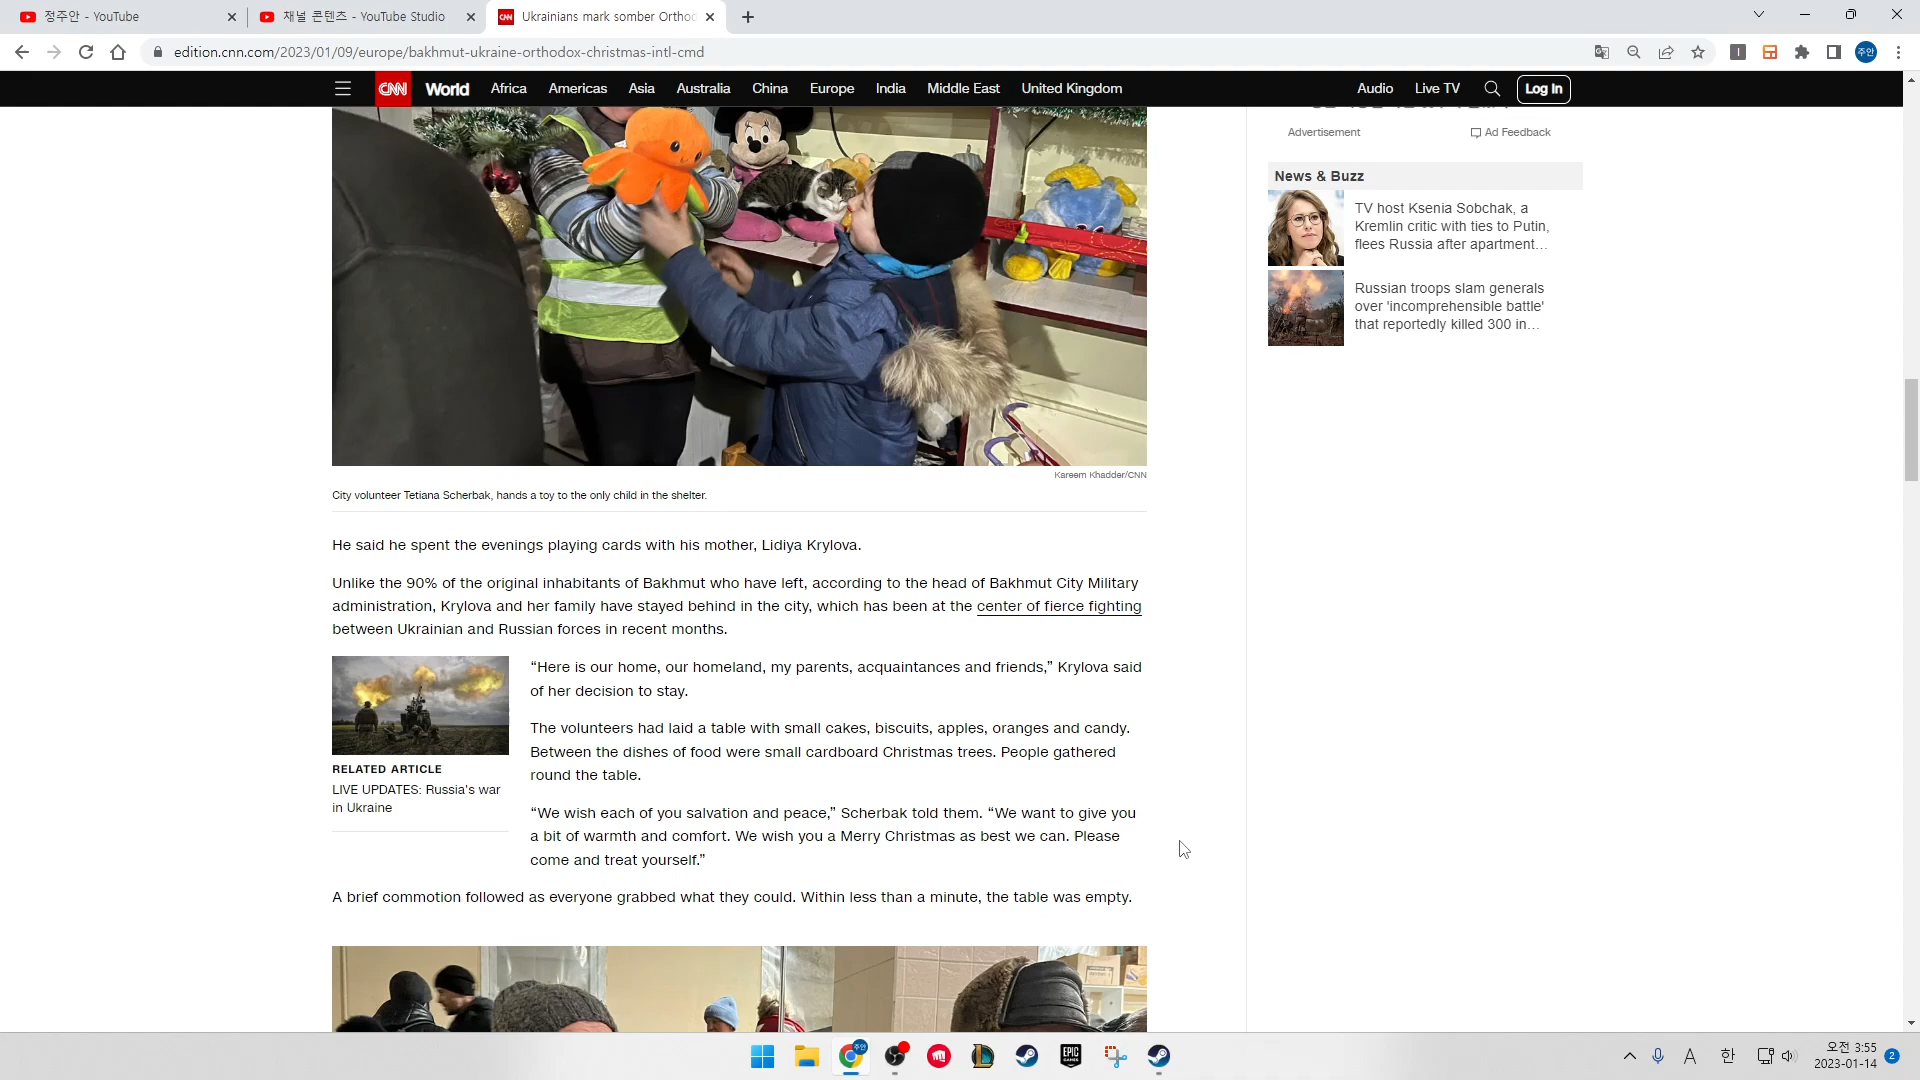 정주안 - YouTube
채널 콘텐츠 - YouTube Studio
CNN
Ukrainians mark somber Orthoc
edition.cnn.com/2023/01/09/europe/bakhmut-ukraine-orthodox-christmas-intl-cmd
주안
CNN World Africa Americas Asia Australia China Europe India Middle East United Kingdom Audio Live TV Log In
Advertisement Ad Feedback
News & Buzz
TV host Ksenia Sobchak, a
Kremlin critic with ties to Putin,
flees Russia after apartment...
Russian troops slam generals
over 'incomprehensible battle'
that reportedly killed 300 in...
Kareem Khadder/CNN
City volunteer Tetiana Scherbak, hands a toy to the only child in the shelter.
He said he spent the evenings playing cards with his mother, Lidiya Krylova.
Unlike the 90% of the original inhabitants of Bakhmut who have left, according to the head of Bakhmut City Military
administration, Krylova and her family have stayed behind in the city, which has been at the center of fierce fighting
between Ukrainian and Russian forces in recent months.
RELATED ARTICLE
LIVE UPDATES: Russia's war
in Ukraine
“Here is our home, our homeland, my parents, acquaintances and friends,” Krylova said
of her decision to stay.
The volunteers had laid a table with small cakes, biscuits, apples, oranges and candy.
Between the dishes of food were small cardboard Christmas trees. People gathered
round the table.
“We wish each of you salvation and peace,” Scherbak told them. “We want to give you
a bit of warmth and comfort. We wish you a Merry Christmas as best we can. Please
come and treat yourself.”
A brief commotion followed as everyone grabbed what they could. Within less than a minute, the table was empty.
주안
EPIC
GAMES
A 한
오전 3:55
2023-01-14
2